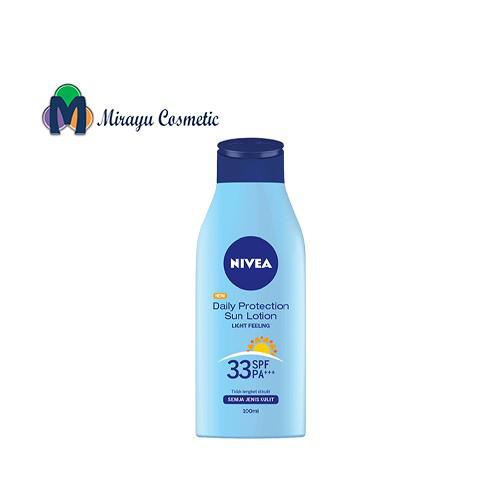 Mirayu Cosmetic
NIVEA
NEW
Daily Protection
Sun Lotion
LIGHT FEELING
33 SPF
PA+++
Tidak lengket di kulit
SEMUA JENIS KULIT
100ml